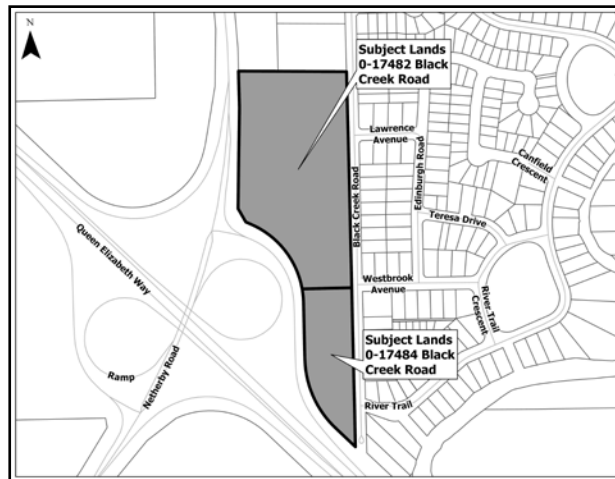 N
Subject Lands
0-17482 Black
Creek Road
Lawrence
Avenue
Edinburgh Road
Canfield
Crescent
Black Creek Road
Teresa Drive
Queen Elizabeth Way
Westbrook
Avenue
River Trail
Crescent
Subject Lands
0-17484 Black
Creek Road
Ramp
Netherby Road
River Trail